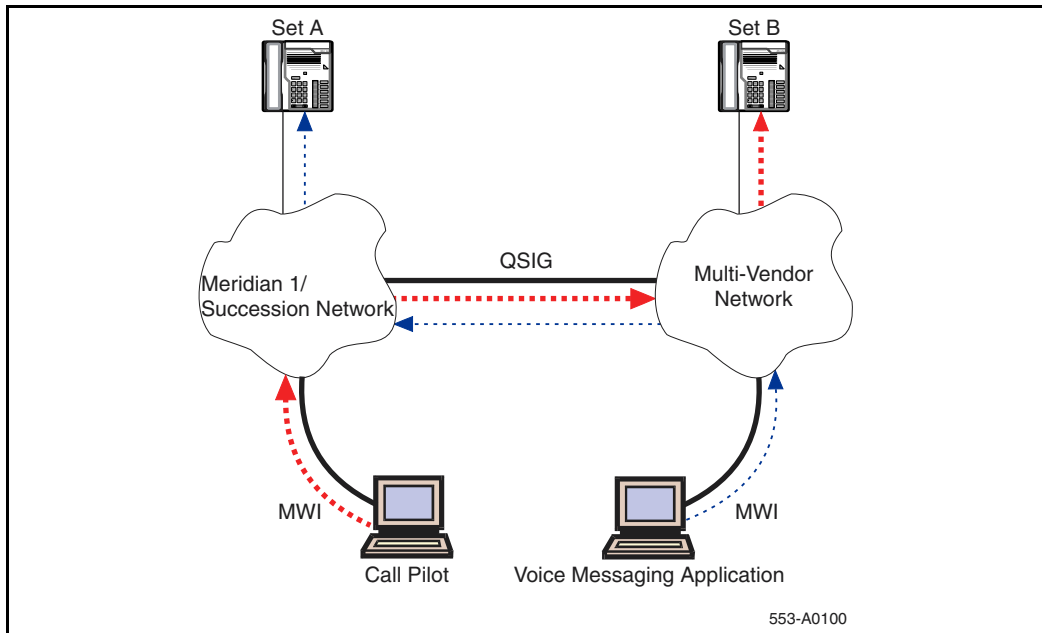 Set A
Set B
QSIG
Meridian 1/
Succession Network
Multi-Vendor
Network
MWI
MWI
Call Pilot
Voice Messaging Application
553-A0100